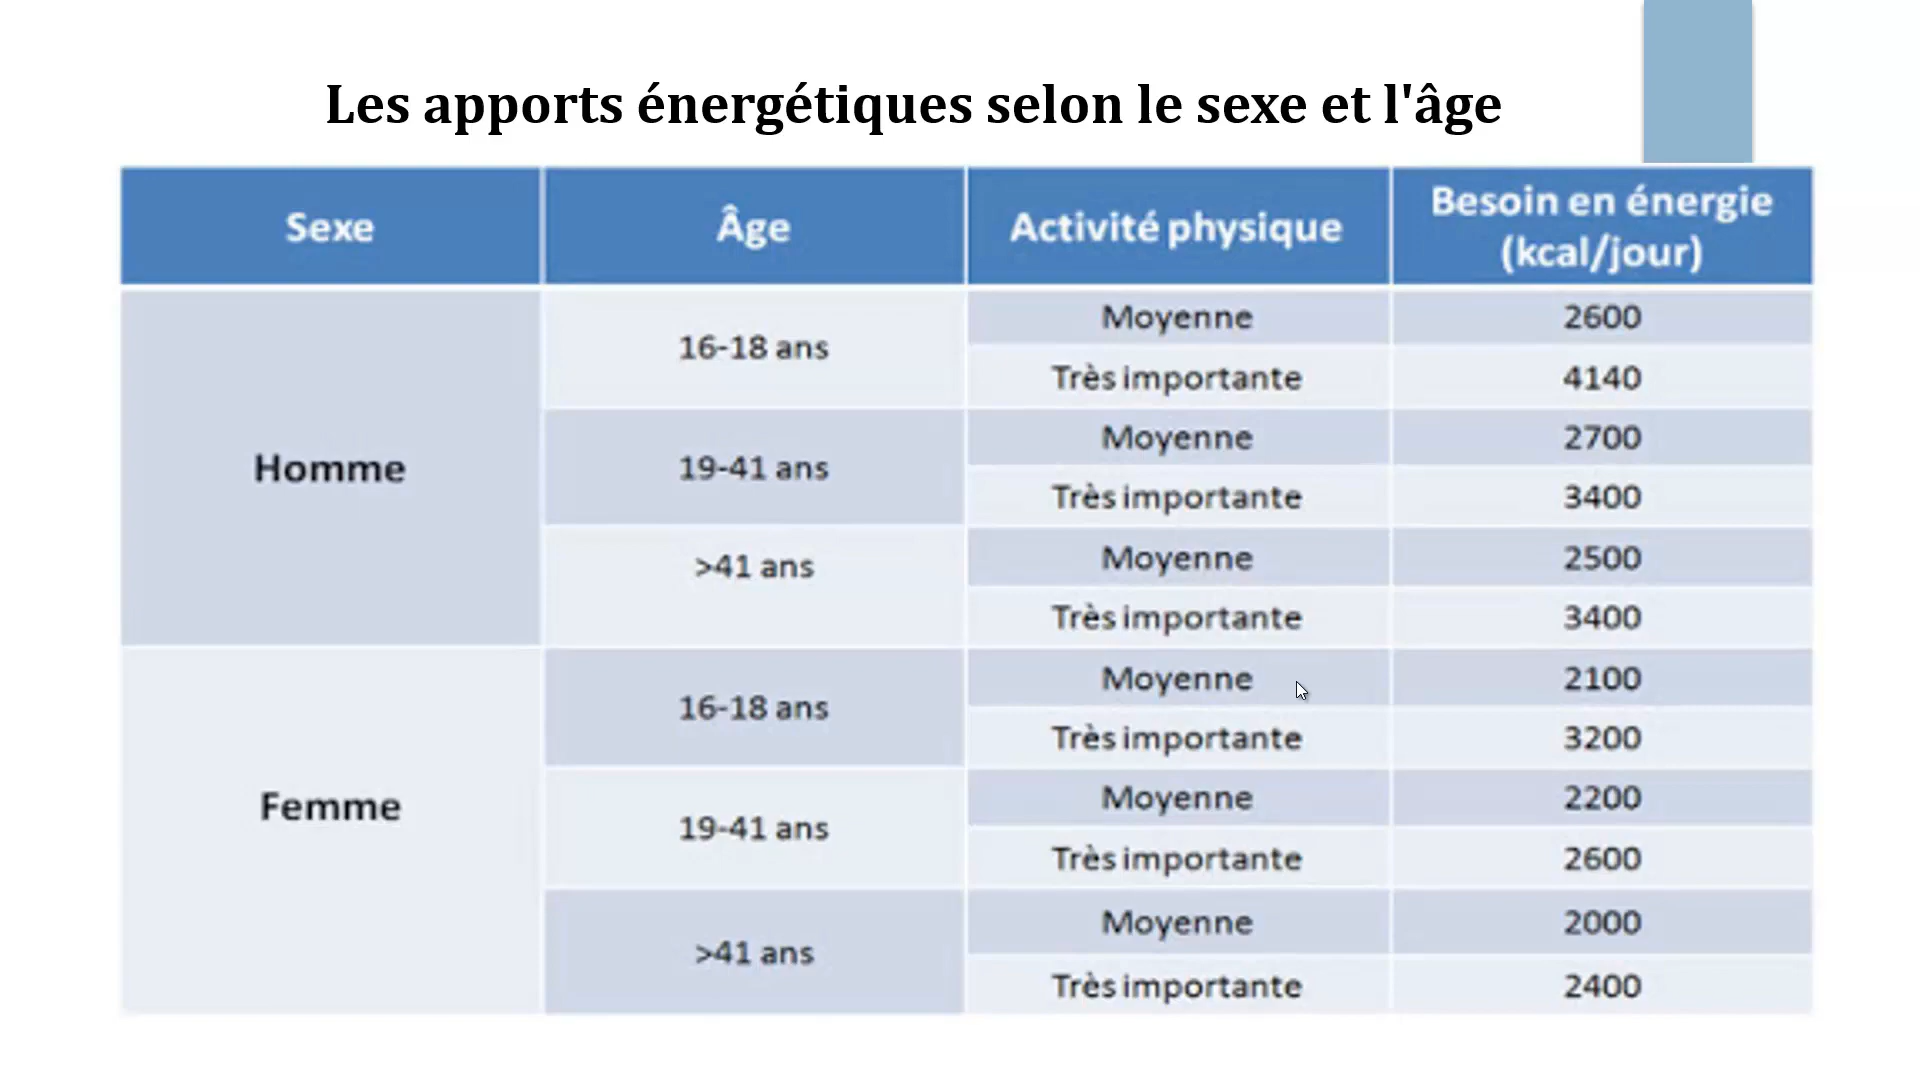 Les apports énergétiques selon le sexe et l'âge
Sexe
Âge
Activité physique
Besoin en énergie
(kcal/jour)
Homme
16-18 ans
Moyenne
2600
Très importante
4140
19-41 ans
Moyenne
2700
Très importante
3400
>41 ans
Moyenne
2500
Très importante
3400
Femme
16-18 ans
Moyenne
2100
Très importante
3200
19-41 ans
Moyenne
2200
Très importante
2600
>41 ans
Moyenne
2000
Très importante
2400